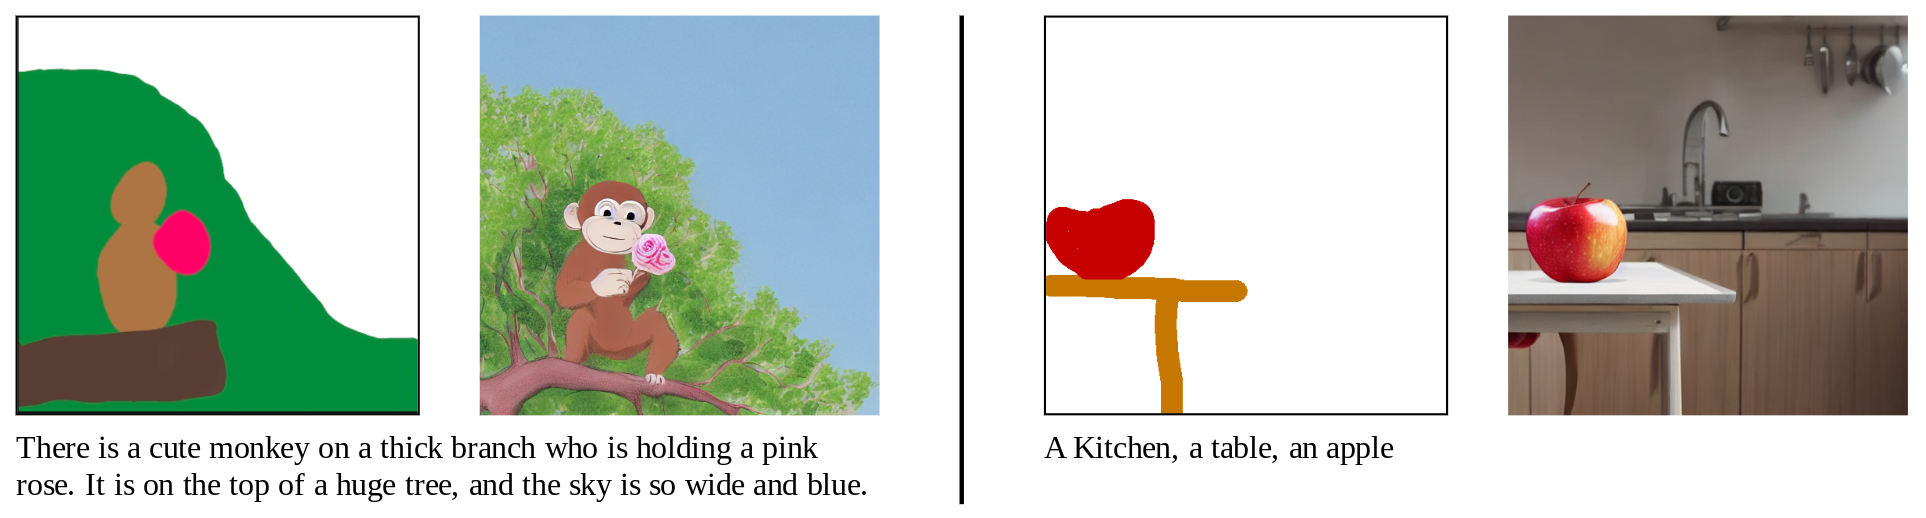 There is a cute monkey on a thick branch who is holding a pink
rose. It is on the top of a huge tree, and the sky is so wide and blue.
A Kitchen, a table, an apple